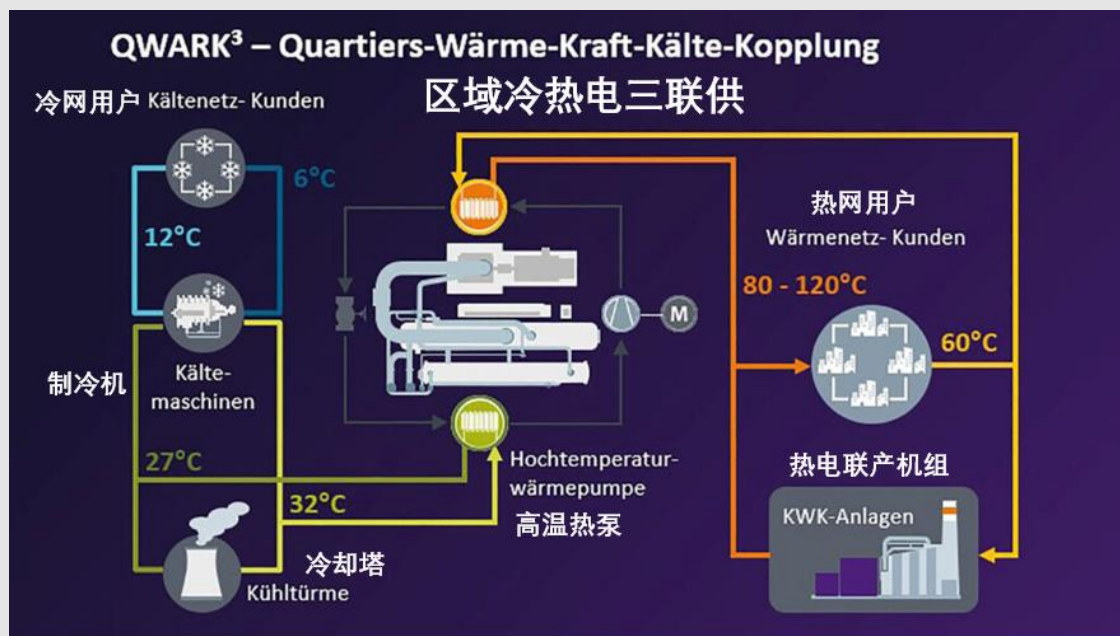 QWARK³ – Quartiers-Wärme-Kraft-Kälte-Kopplung
区域冷热电三联供
冷网用户 Kältenetz- Kunden
6°C
12°C
热网用户
Wärmenetz- Kunden
80 - 120°C
M
60°C
制冷机
Kälte-
maschinen
27°C
32°C
Hochtemperatur-
wärmepumpe
高温热泵
热电联产机组
KWK-Anlagen
冷却塔
Kühltürme